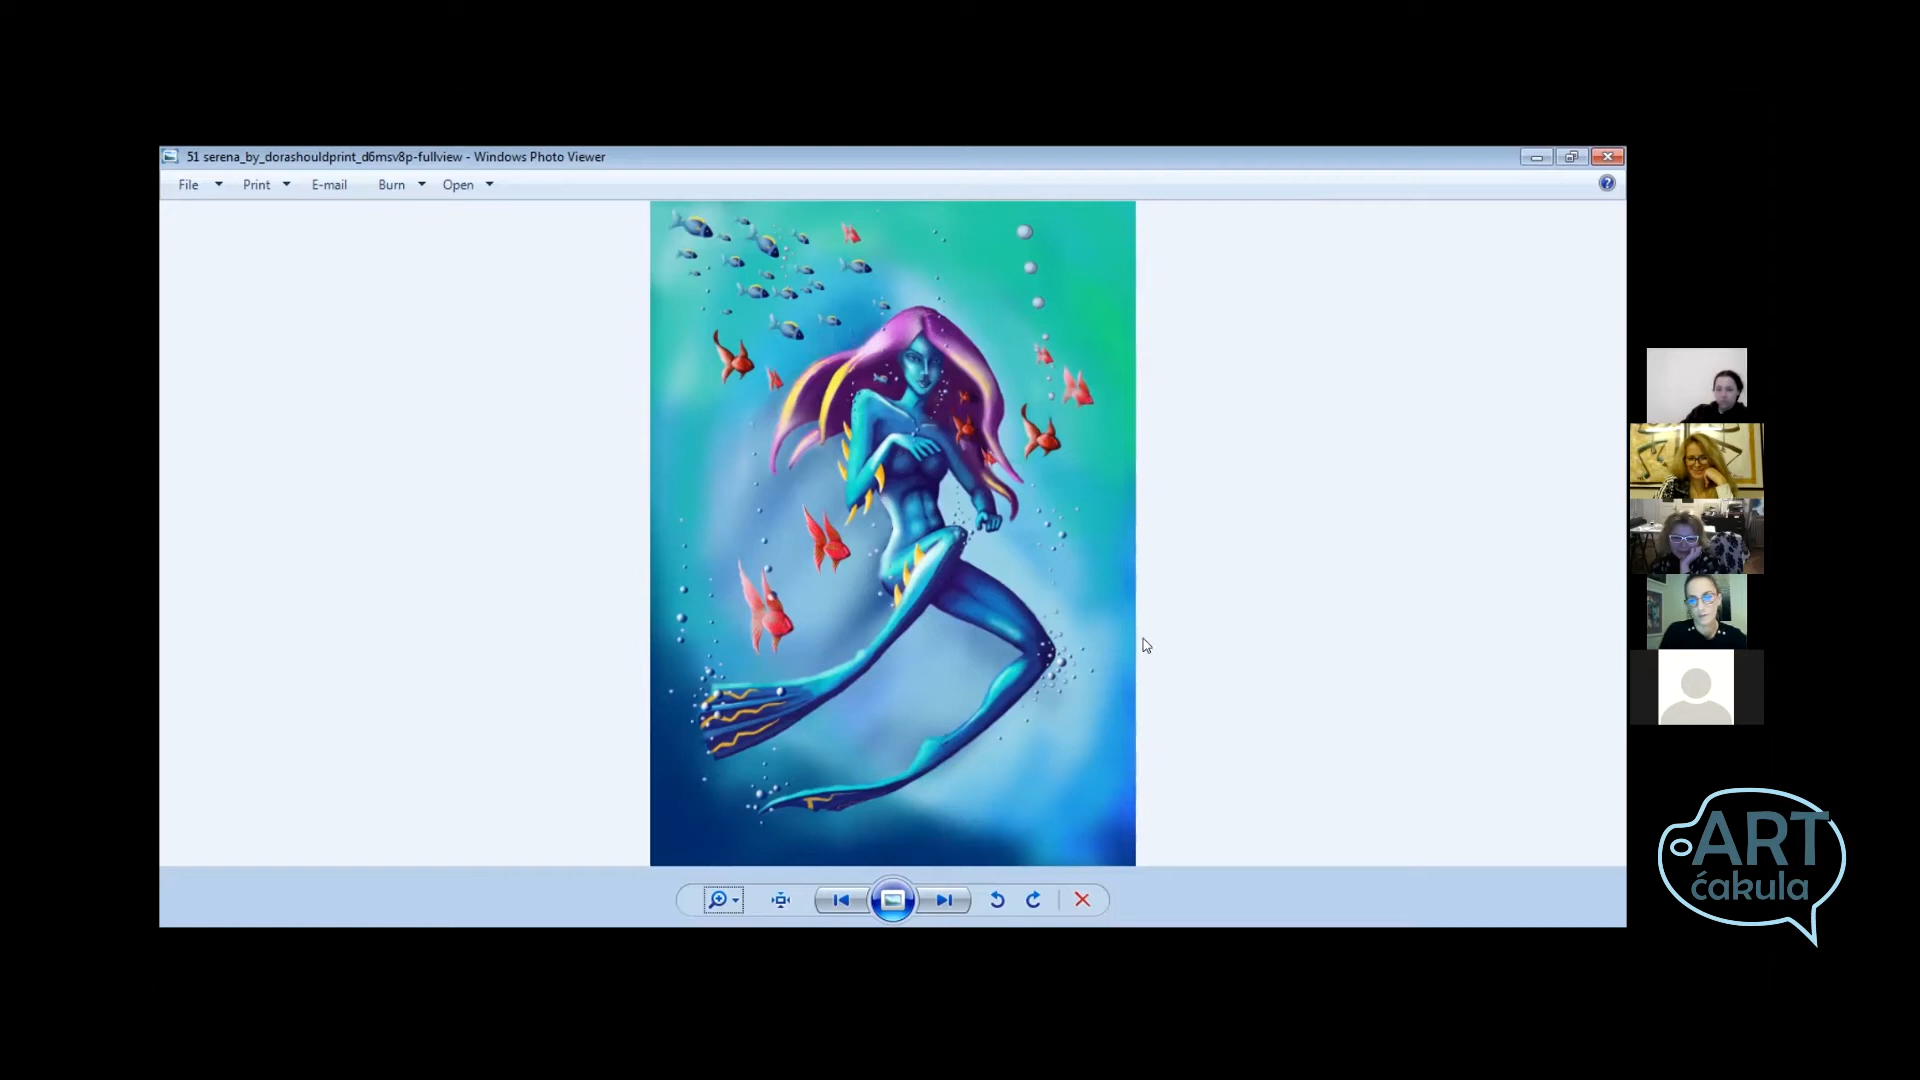 51 serena_by_dorashouldprint_d6msv8p-fullview - Windows Photo Viewer
File Print E-mail Burn Open
ART
ćakula